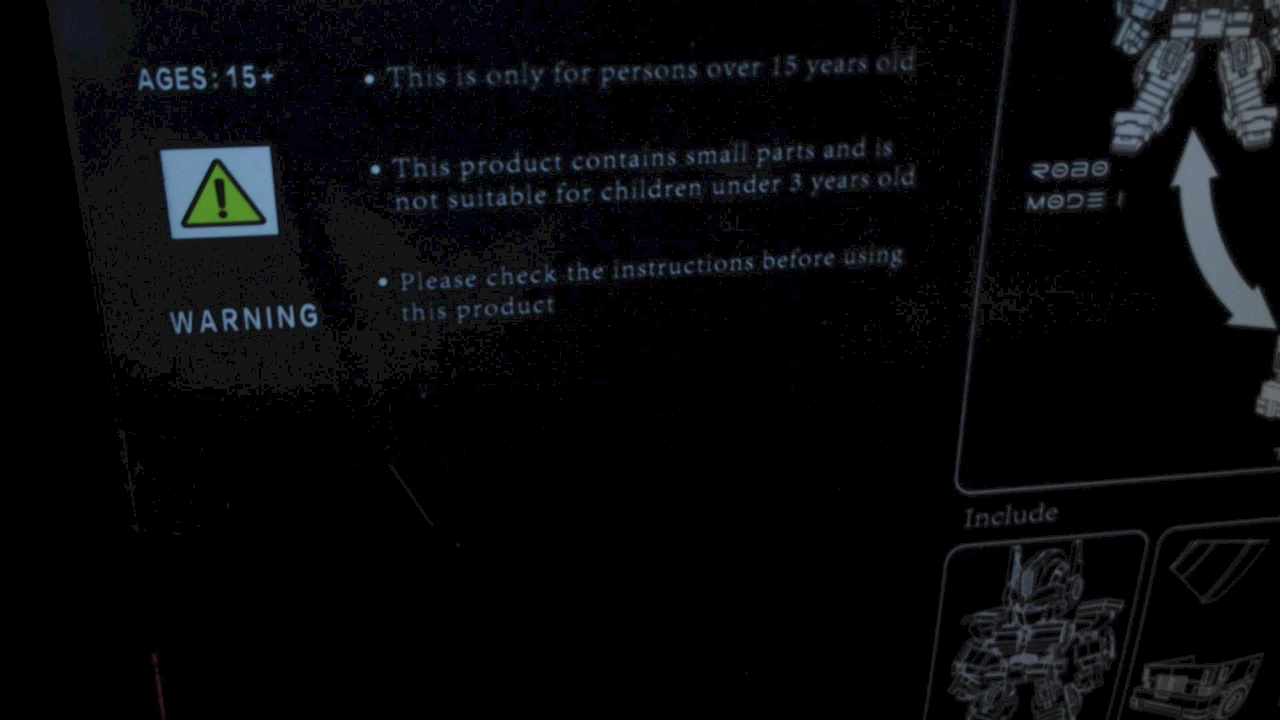 AGES: 15+
• This is only for persons over 15 years old
• This product contains small parts and is
not suitable for children under 3 years old
• Please check the instructions before using
this product
WARNING
ROBO
MODE 1
Include